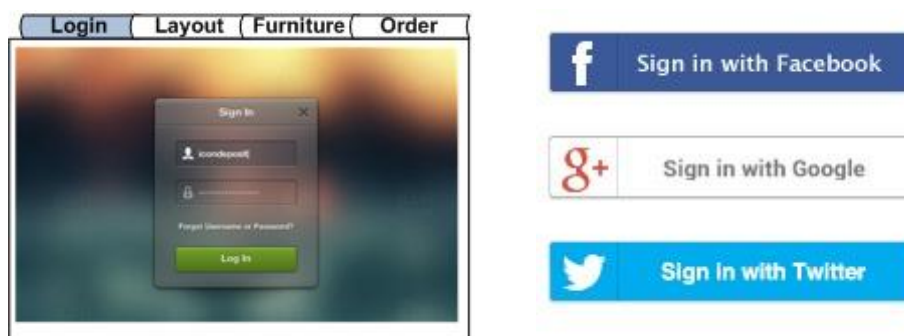 Login Layout Furniture Order
Sign In
icondeposit
Forgot Username or Password?
Log In
f Sign in with Facebook
g+ Sign in with Google
Sign in with Twitter